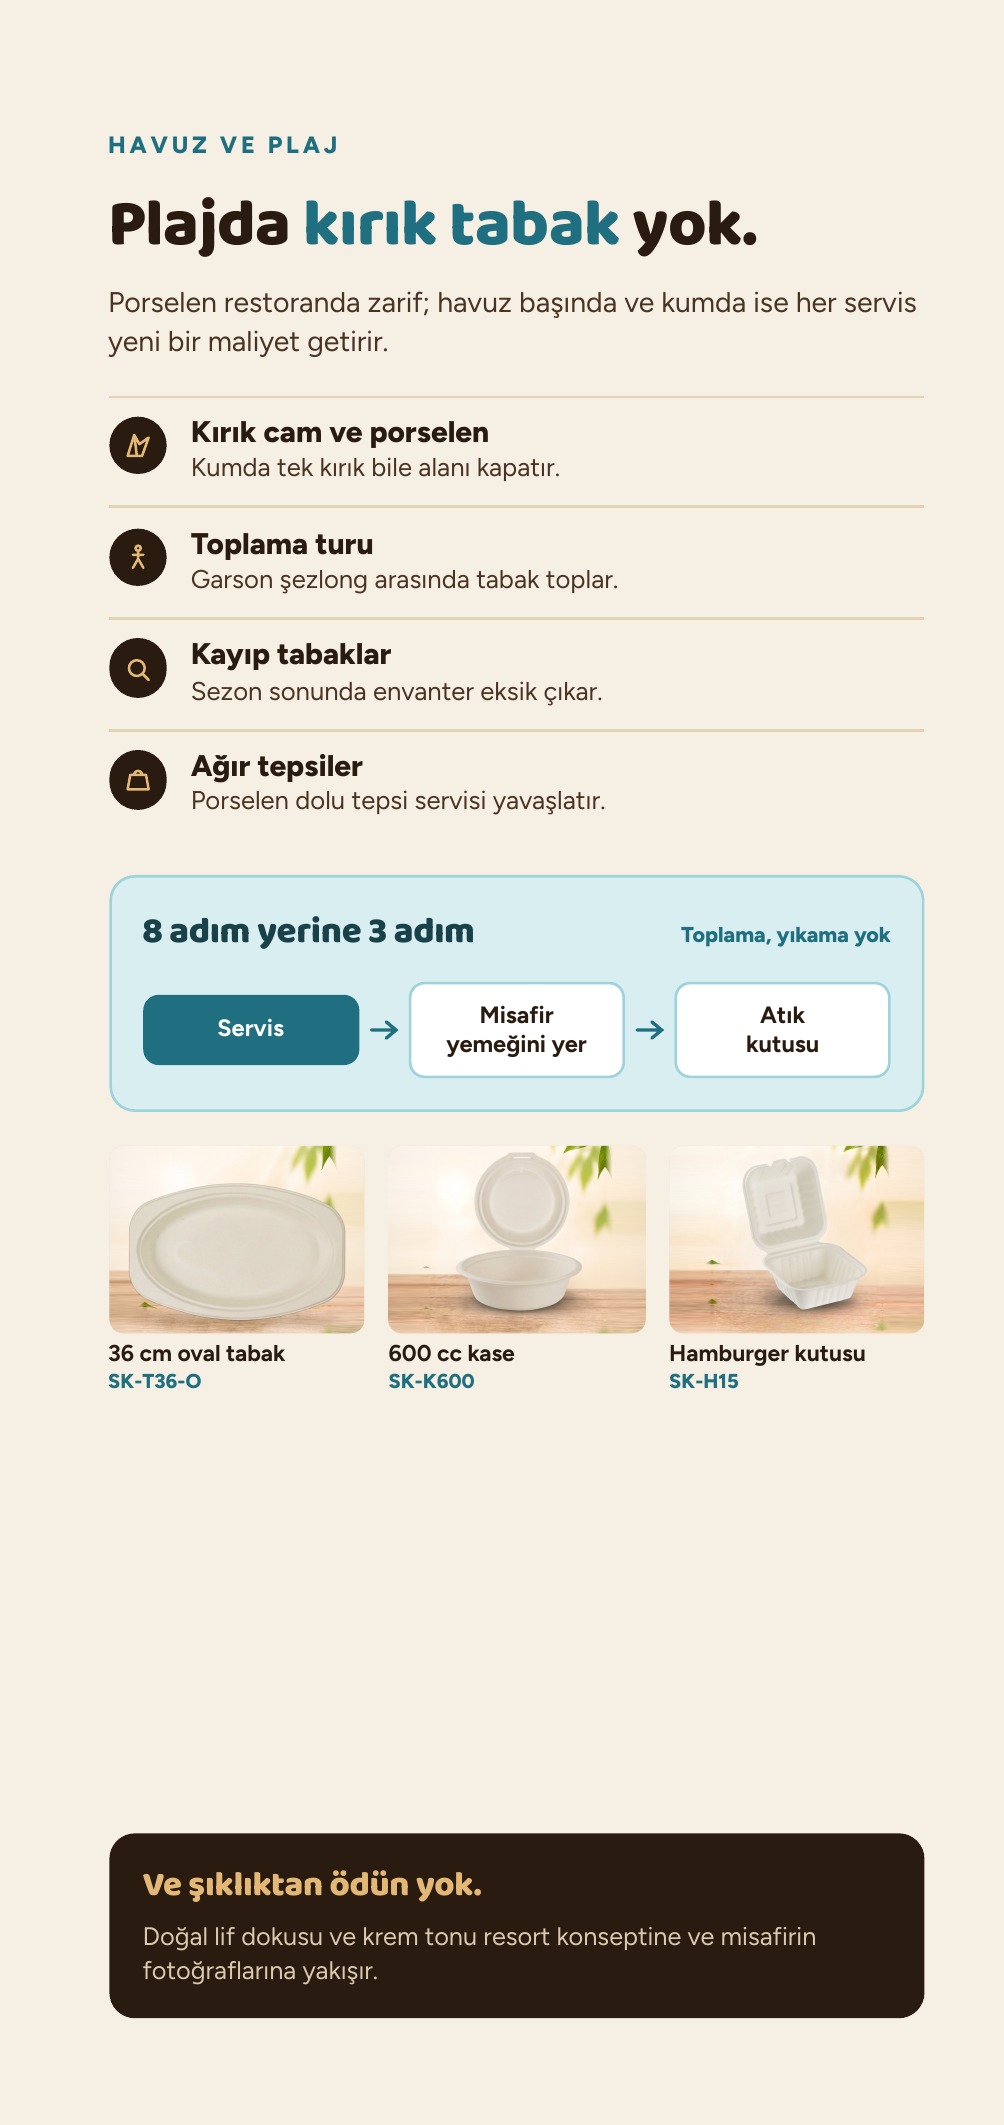 HAVUZ VE PLAJ
Plajda kırık tabak yok.
Porselen restoranda zarif; havuz başında ve kumda ise her servis
yeni bir maliyet getirir.
Kırık cam ve porselen
Kumda tek kırık bile alanı kapatır.
Toplama turu
Garson şezlong arasında tabak toplar.
Kayıp tabaklar
Sezon sonunda envanter eksik çıkar.
Ağır tepsiler
Porselen dolu tepsi servisi yavaşlatır.
8 adım yerine 3 adım
Toplama, yıkama yok
Servis
Misafir
yemeğini yer
Atık
kutusu
36 cm oval tabak
SK-T36-O
600 cc kase
SK-K600
Hamburger kutusu
SK-H15
Ve şıklıktan ödün yok.
Doğal lif dokusu ve krem tonu resort konseptine ve misafirin
fotoğraflarına yakışır.